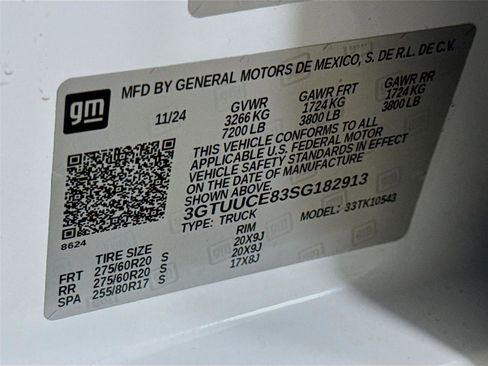 gm
MFD BY GENERAL MOTORS DE MEXICO, S. DE R.L. DE C.V.
11/24 GVWR GAWR FRT GAWR RR
3266 KG 1724 KG 1724 KG
7200 LB 3800 LB 3800 LB
THIS VEHICLE CONFORMS TO ALL
APPLICABLE U.S. FEDERAL MOTOR
VEHICLE SAFETY STANDARDS IN EFFECT
ON THE DATE OF MANUFACTURE
SHOWN ABOVE
3GTUUCE83SG182913
TYPE: TRUCK MODEL: 33TK10543
8624
TIRE SIZE RIM
FRT 275/60R20 S 20X9J
RR 275/60R20 S 20X9J
SPA 255/80R17 S 17X8J